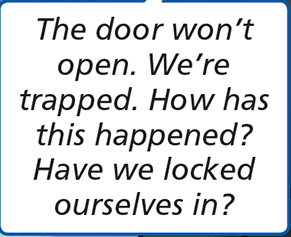 The door won’t
open. We’re
trapped. How has
this happened?
Have we locked
ourselves in?